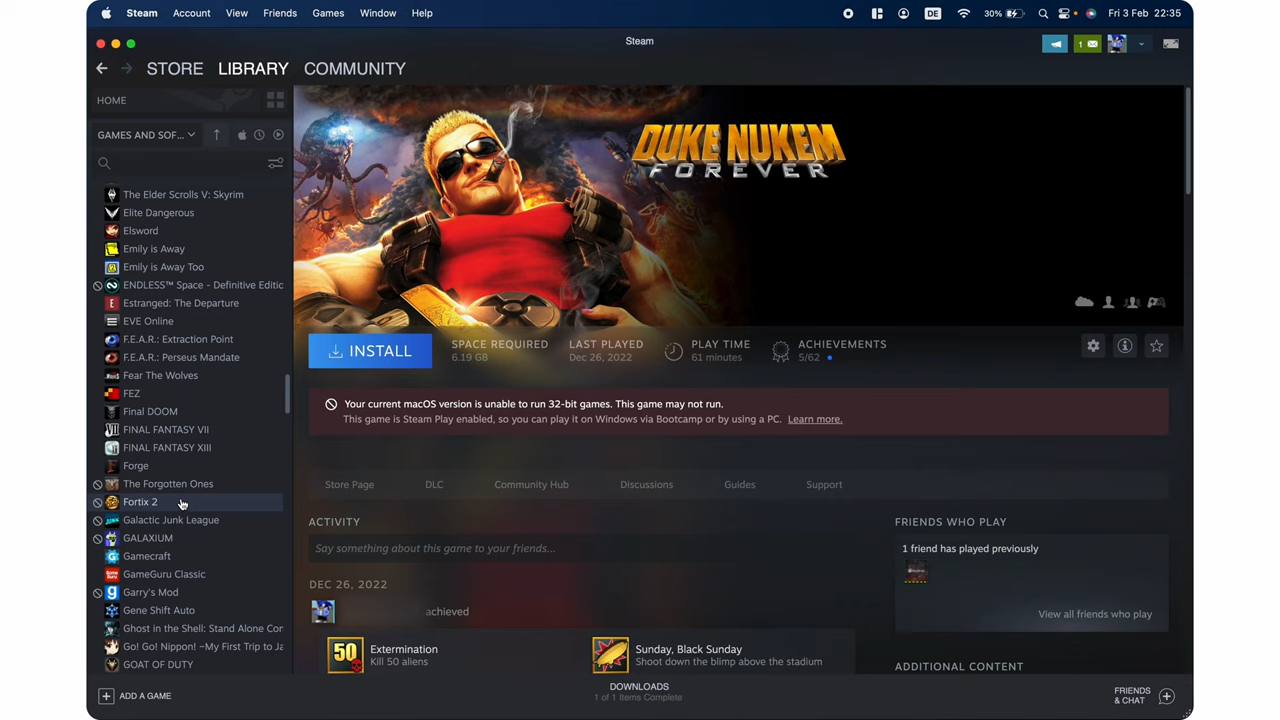 Steam Account View Friends Games Window Help
DE 30% Fri 3 Feb 22:35
Steam
1
STORE LIBRARY COMMUNITY
HOME
GAMES AND SOF...
The Elder Scrolls V: Skyrim
Elite Dangerous
Elsword
Emily is Away
Emily is Away Too
ENDLESS™ Space - Definitive Editic
Estranged: The Departure
EVE Online
F.E.A.R.: Extraction Point
F.E.A.R.: Perseus Mandate
Fear The Wolves
FEZ
Final DOOM
FINAL FANTASY VII
FINAL FANTASY XIII
Forge
The Forgotten Ones
Fortix 2
Galactic Junk League
GALAXIUM
Gamecraft
GameGuru Classic
Garry's Mod
Gene Shift Auto
Ghost in the Shell: Stand Alone Cor
Go! Go! Nippon! ~My First Trip to Ja
GOAT OF DUTY
ADD A GAME
DUKE NUKEM
FOREVER
INSTALL
SPACE REQUIRED
6.19 GB
LAST PLAYED
Dec 26, 2022
PLAY TIME
61 minutes
ACHIEVEMENTS
5/62
Your current macOS version is unable to run 32-bit games. This game may not run.
This game is Steam Play enabled, so you can play it on Windows via Bootcamp or by using a PC. Learn more.
Store Page DLC Community Hub Discussions Guides Support
ACTIVITY
Say something about this game to your friends...
DEC 26, 2022
achieved
50
Extermination
Kill 50 aliens
Sunday, Black Sunday
Shoot down the blimp above the stadium
FRIENDS WHO PLAY
1 friend has played previously
View all friends who play
ADDITIONAL CONTENT
DOWNLOADS
1 of 1 Items Complete
FRIENDS
& CHAT